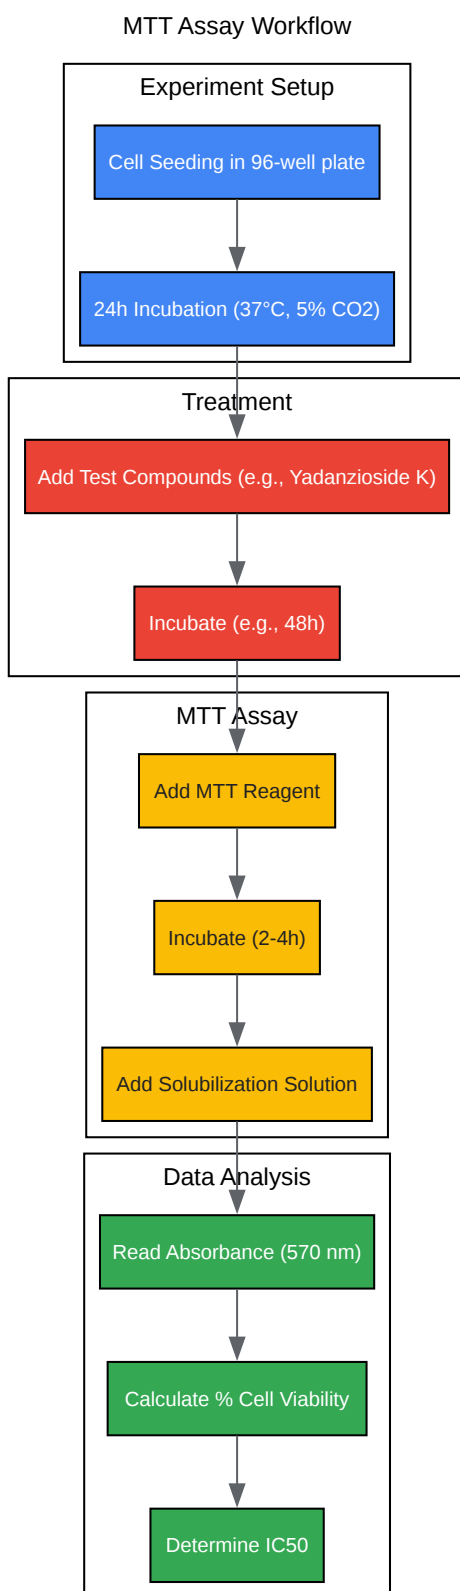 MTT Assay Workflow
Experiment Setup
Cell Seeding in 96-well plate
24h Incubation (37°C, 5% CO2)
Treatment
Add Test Compounds (e.g., Yadanzioside K)
Incubate (e.g., 48h)
MTT Assay
Add MTT Reagent
Incubate (2-4h)
Add Solubilization Solution
Data Analysis
Read Absorbance (570 nm)
Calculate % Cell Viability
Determine IC50